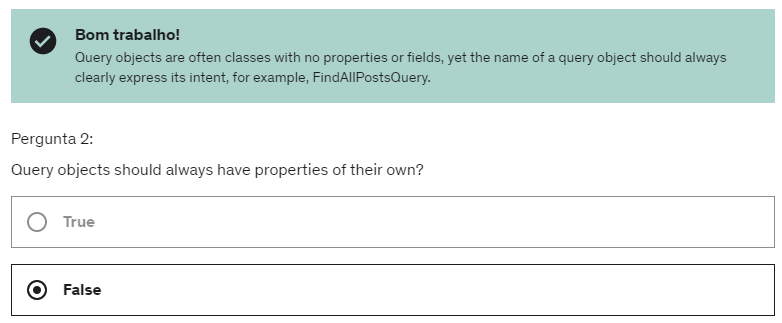 Bom trabalho!
Query objects are often classes with no properties or fields, yet the name of a query object should always
clearly express its intent, for example, FindAllPostsQuery.
Pergunta 2:
Query objects should always have properties of their own?
True
False